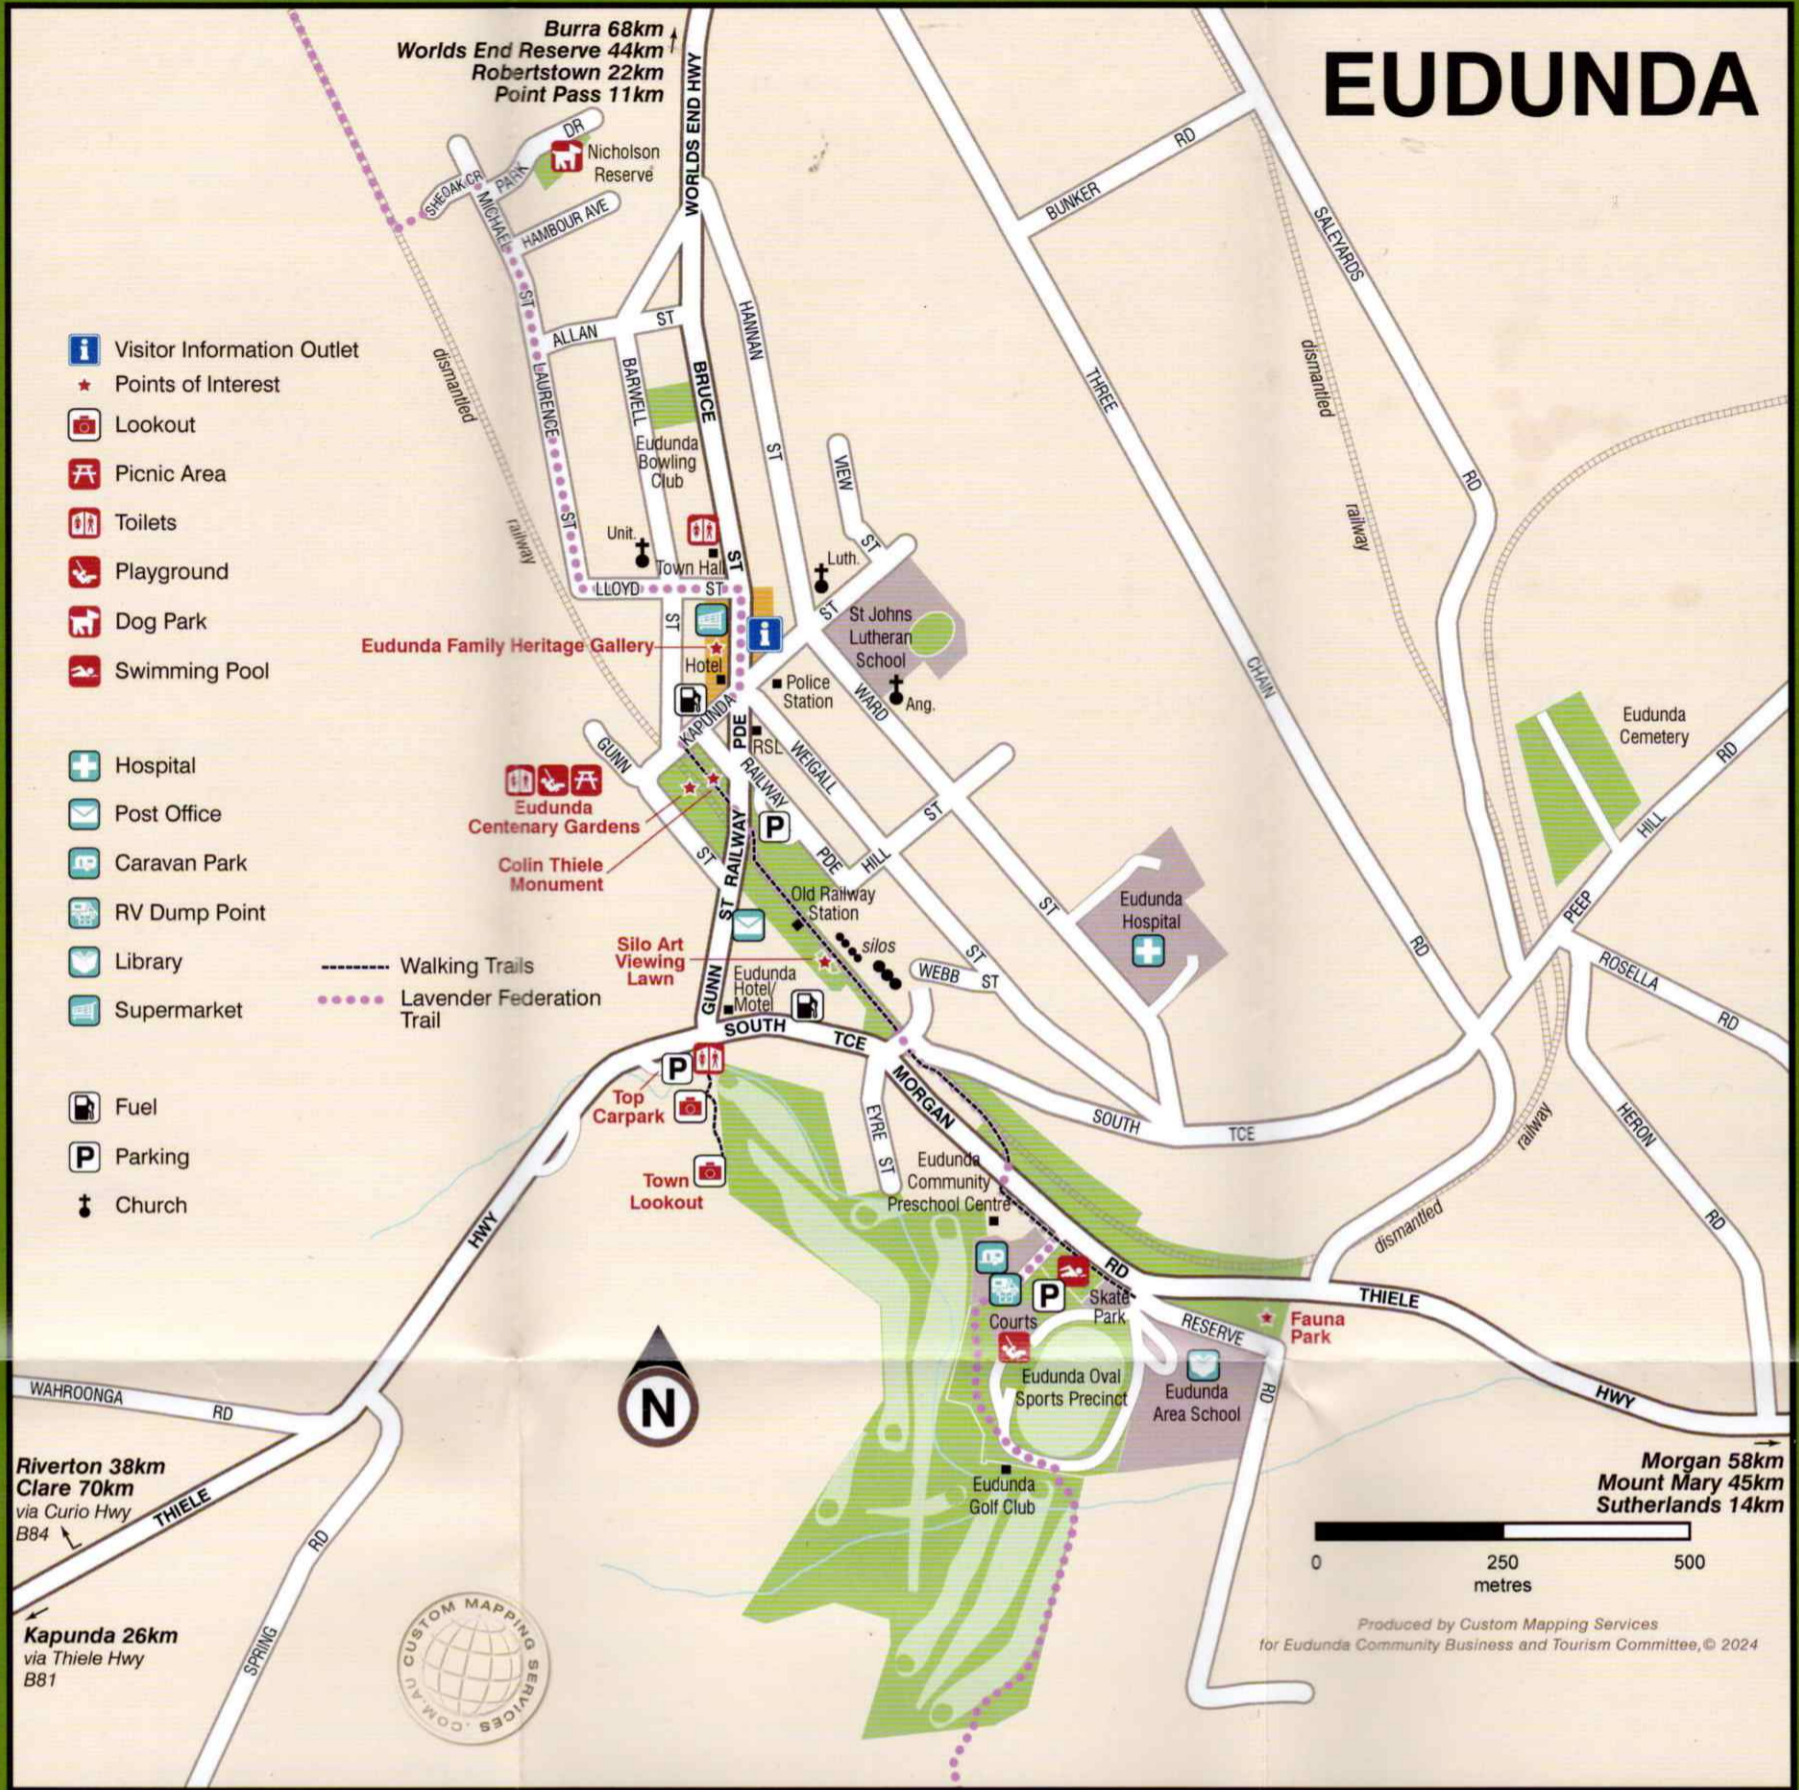 EUDUNDA
Burra 68km
Worlds End Reserve 44km
Robertstown 22km
Point Pass 11km
WORLDS END HWY
DR
PARK
Nicholson
Reserve
SHEOAK CR
MICHAEL
HAMBOUR AVE
ST
ALLAN
ST
HANNAN
ST
BARWELL
BRUCE
LAURENCE
ST
Eudunda
Bowling
Club
VIEW
ST
Unit.
Town Hall
ST
Luth.
LLOYD
ST
ST
ST
St Johns
Lutheran
School
Eudunda Family Heritage Gallery
Hotel
Police
Station
WARD
Ang.
KAPUNDA
PDE
RSL
GUNN
WEIGALL
RAILWAY
PDE
P
ST
HILL
Eudunda
Centenary Gardens
Colin Thiele
Monument
ST
RAILWAY
ST
Old Railway
Station
silos
Silo Art
Viewing
Lawn
GUNN
Eudunda
Hotel/
Motel
WEBB
ST
ST
ST
Eudunda
Hospital
SOUTH
TCE
P
Top
Carpark
Town
Lookout
EYRE
ST
MORGAN
SOUTH
TCE
Eudunda
Community
Preschool Centre
RD
P
Skate
Park
Courts
Eudunda Oval
Sports Precinct
RESERVE
RD
Eudunda
Area School
Fauna
Park
THIELE
HWY
Eudunda
Golf Club
BUNKER
RD
SALEYARDS
RD
THREE
CHAIN
RD
dismantled
railway
dismantled
railway
dismantled
railway
Eudunda
Cemetery
PEEP
HILL
RD
ROSELLA
RD
HERON
RD
i
Visitor Information Outlet
Points of Interest
Lookout
Picnic Area
Toilets
Playground
Dog Park
Swimming Pool
Hospital
Post Office
Caravan Park
RV Dump Point
Library
Supermarket
Fuel
P
Parking
Church
Walking Trails
Lavender Federation
Trail
HWY
WAHROONGA
RD
THIELE
SPRING
RD
N
Riverton 38km
Clare 70km
via Curio Hwy
B84
Kapunda 26km
via Thiele Hwy
B81
CUSTOM MAPPING SERVICES.COM.AU
Morgan 58km
Mount Mary 45km
Sutherlands 14km
0 250 500
metres
Produced by Custom Mapping Services
for Eudunda Community Business and Tourism Committee,© 2024